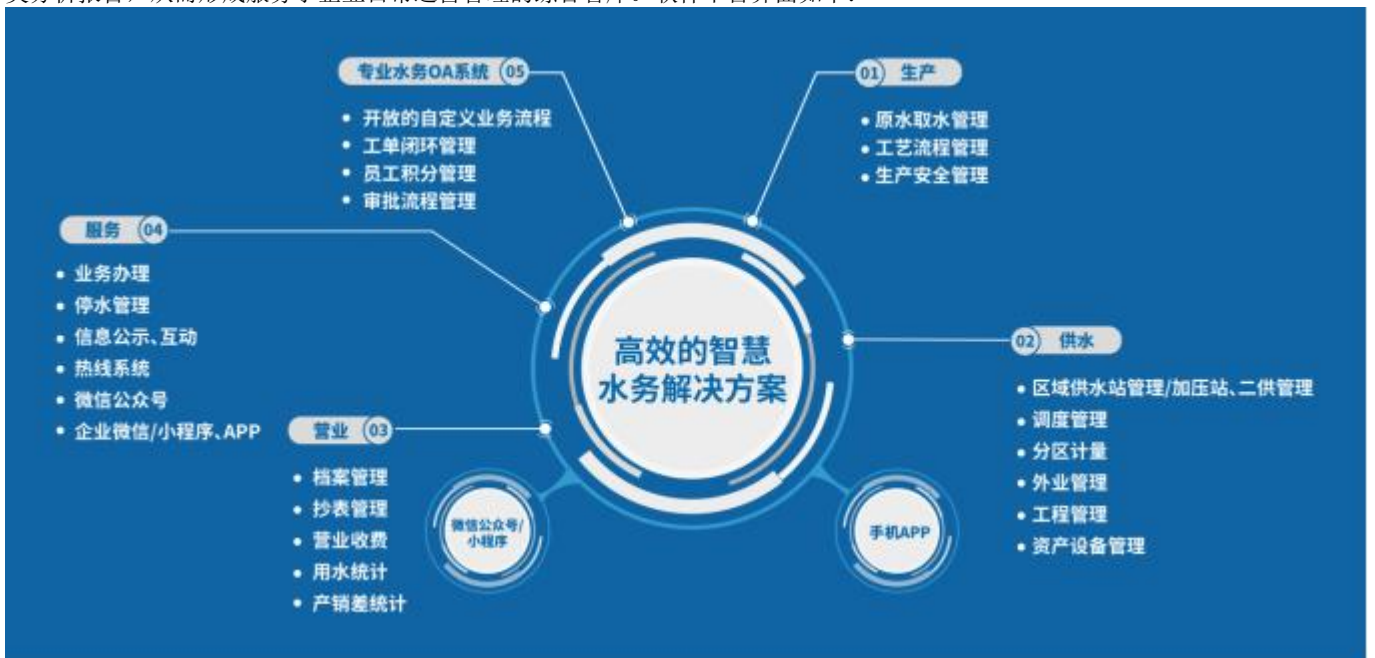 专业水务OA系统 05
开放的自定义业务流程
工单闭环管理
员工积分管理
审批流程管理
01 生产
原水取水管理
工艺流程管理
生产安全管理
服务 04
业务办理
停水管理
信息公示、互动
热线系统
微信公众号
企业微信/小程序、APP
高效的智慧
水务解决方案
02 供水
区域供水站管理/加压站、二供管理
调度管理
分区计量
外业管理
工程管理
资产设备管理
营业 03
档案管理
抄表管理
营业收费
用水统计
产销差统计
微信公众号/
小程序
手机APP